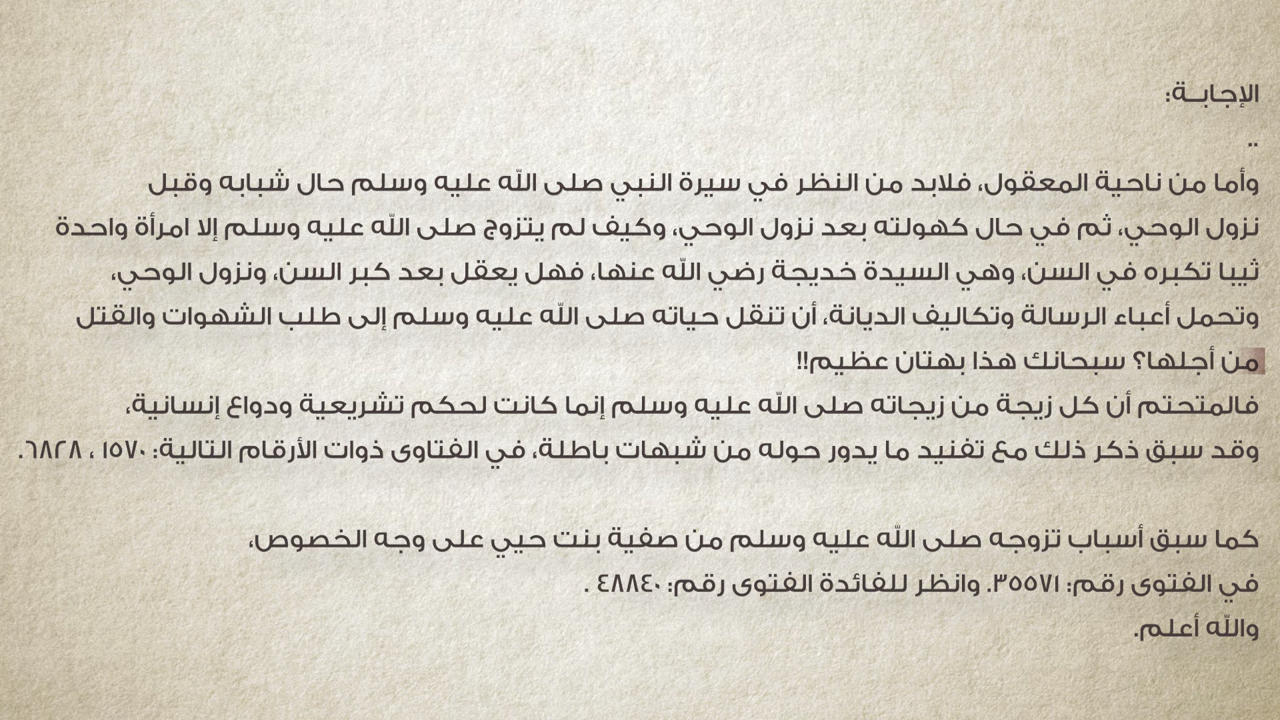 الإجابــة:
..
وأما من ناحية المعقول، فلابد من النظر في سيرة النبي صلى الله عليه وسلم حال شبابه وقبل
نزول الوحي، ثم في حال كهولته بعد نزول الوحي، وكيف لم يتزوج صلى الله عليه وسلم إلا امرأة واحدة
ثيبا تكبره في السن، وهي السيدة خديجة رضي الله عنها، فهل يعقل بعد كبر السن، ونزول الوحي،
وتحمل أعباء الرسالة وتكاليف الديانة، أن تنقل حياته صلى الله عليه وسلم إلى طلب الشهوات والقتل
من أجلها؟ سبحانك هذا بهتان عظيم!!
فالمتحتم أن كل زيجة من زيجاته صلى الله عليه وسلم إنما كانت لحكم تشريعية ودواع إنسانية،
وقد سبق ذكر ذلك مع تفنيد ما يدور حوله من شبهات باطلة، في الفتاوى ذوات الأرقام التالية: ١٥٧٠ ، ٦٨٢٨.
كما سبق أسباب تزوجه صلى الله عليه وسلم من صفية بنت حيي على وجه الخصوص،
في الفتوى رقم: ٣٥٥٧١. وانظر للفائدة الفتوى رقم: ٤٨٨٤٠ .
والله أعلم.